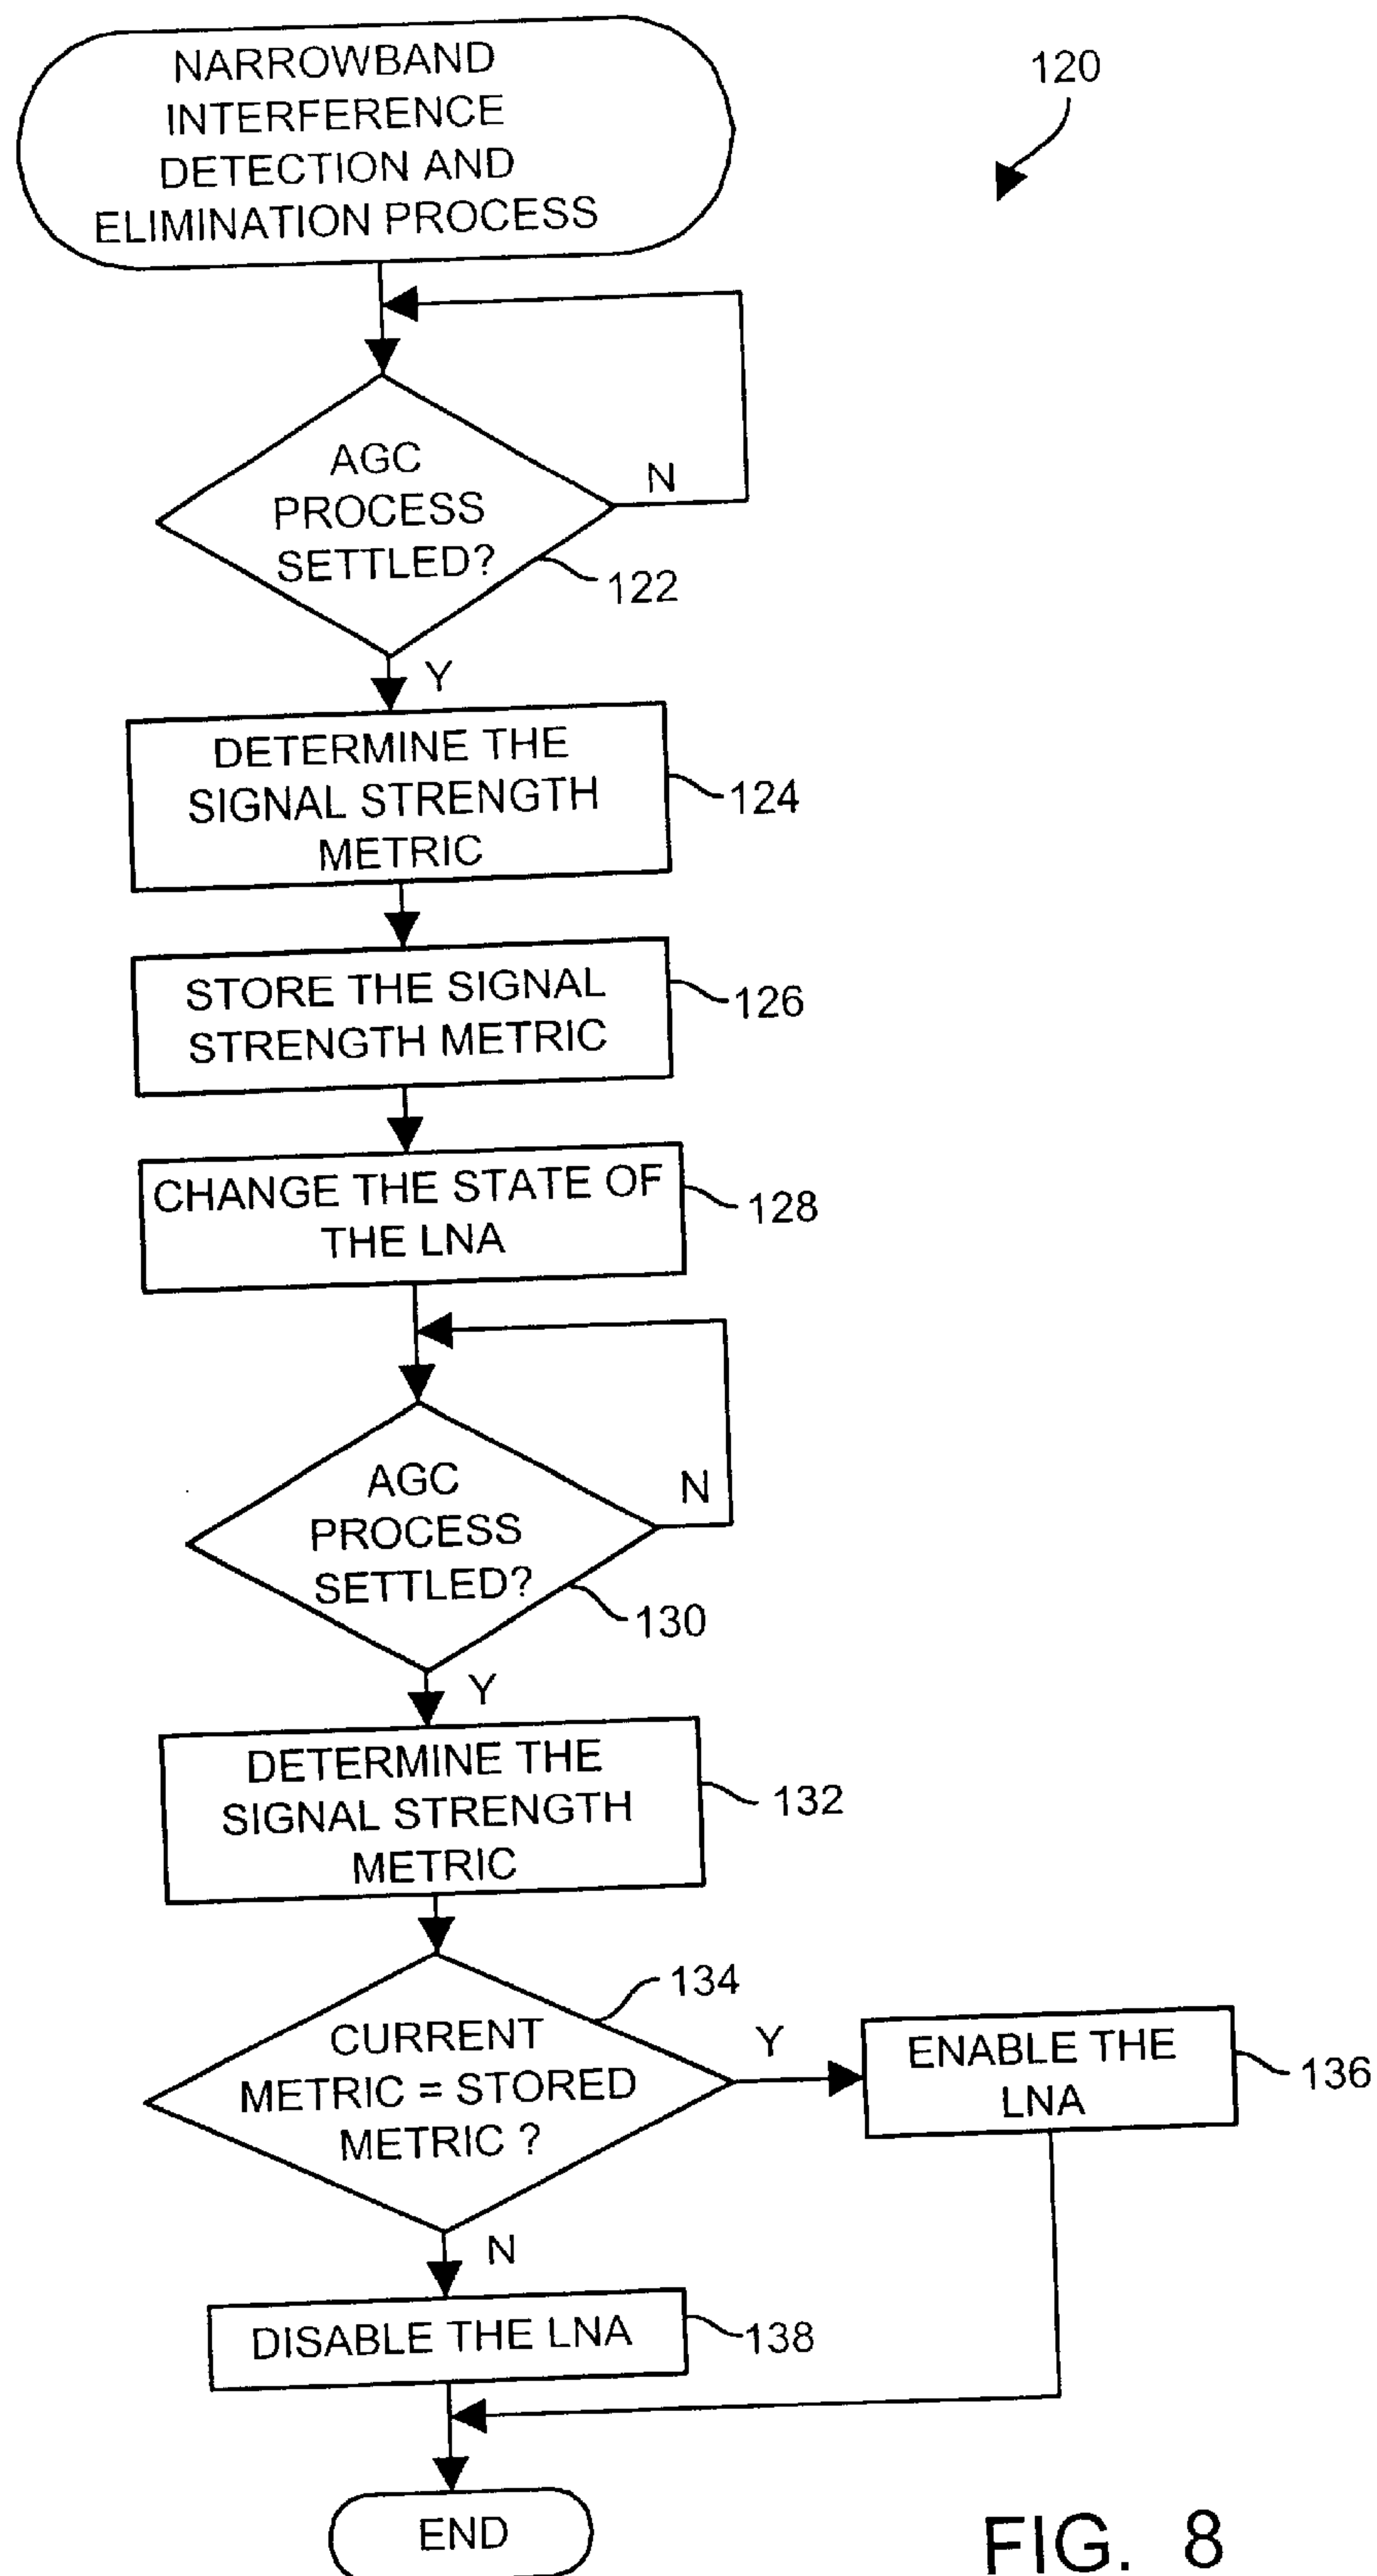 NARROWBAND
INTERFERENCE
DETECTION AND
ELIMINATION PROCESS
120
AGC
PROCESS
SETTLED?
N
122
Y
DETERMINE THE
SIGNAL STRENGTH
METRIC
124
STORE THE SIGNAL
STRENGTH METRIC
126
CHANGE THE STATE OF
THE LNA
128
AGC
PROCESS
SETTLED?
N
130
Y
DETERMINE THE
SIGNAL STRENGTH
METRIC
132
134
CURRENT
METRIC = STORED
METRIC ?
Y
ENABLE THE
LNA
136
N
DISABLE THE LNA
138
END
FIG. 8